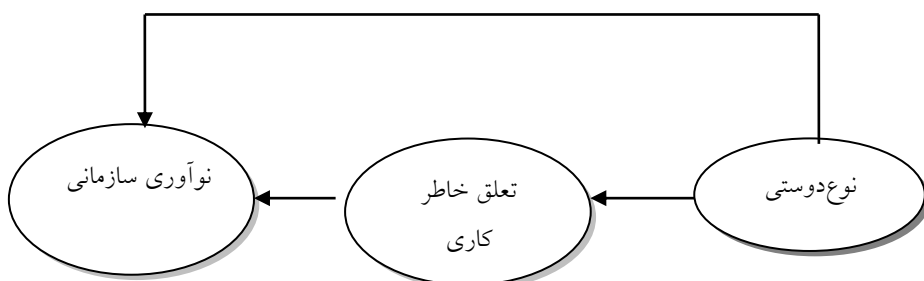 نوع‌دوستی
تعلق خاطر
کاری
نوآوری سازمانی